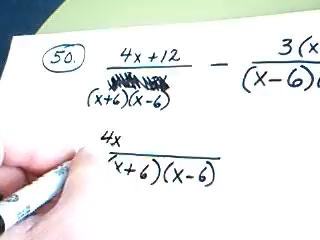 50. 4x+12 − 3(x
(x+6)(x-6) (x-6)(
4x
(x+6)(x-6)